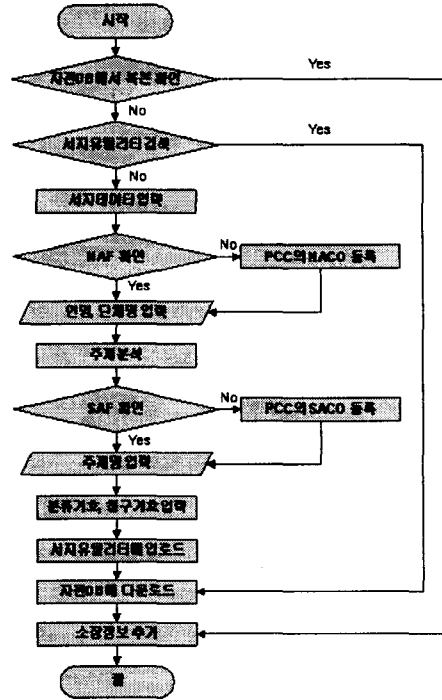 시작
자전DB에서 복본 확인
Yes
No
서지유틸리티 검색
Yes
No
서지데이터 입력
NAF 확인
No
PCC의 NACO 등록
Yes
인명, 단체명 입력
주제분석
SAF 확인
No
PCC의 SACO 등록
Yes
주제명 입력
분류기호, 청구기호 입력
서지유틸리티에 업로드
자전DB에 다운로드
소장정보 추가
끝